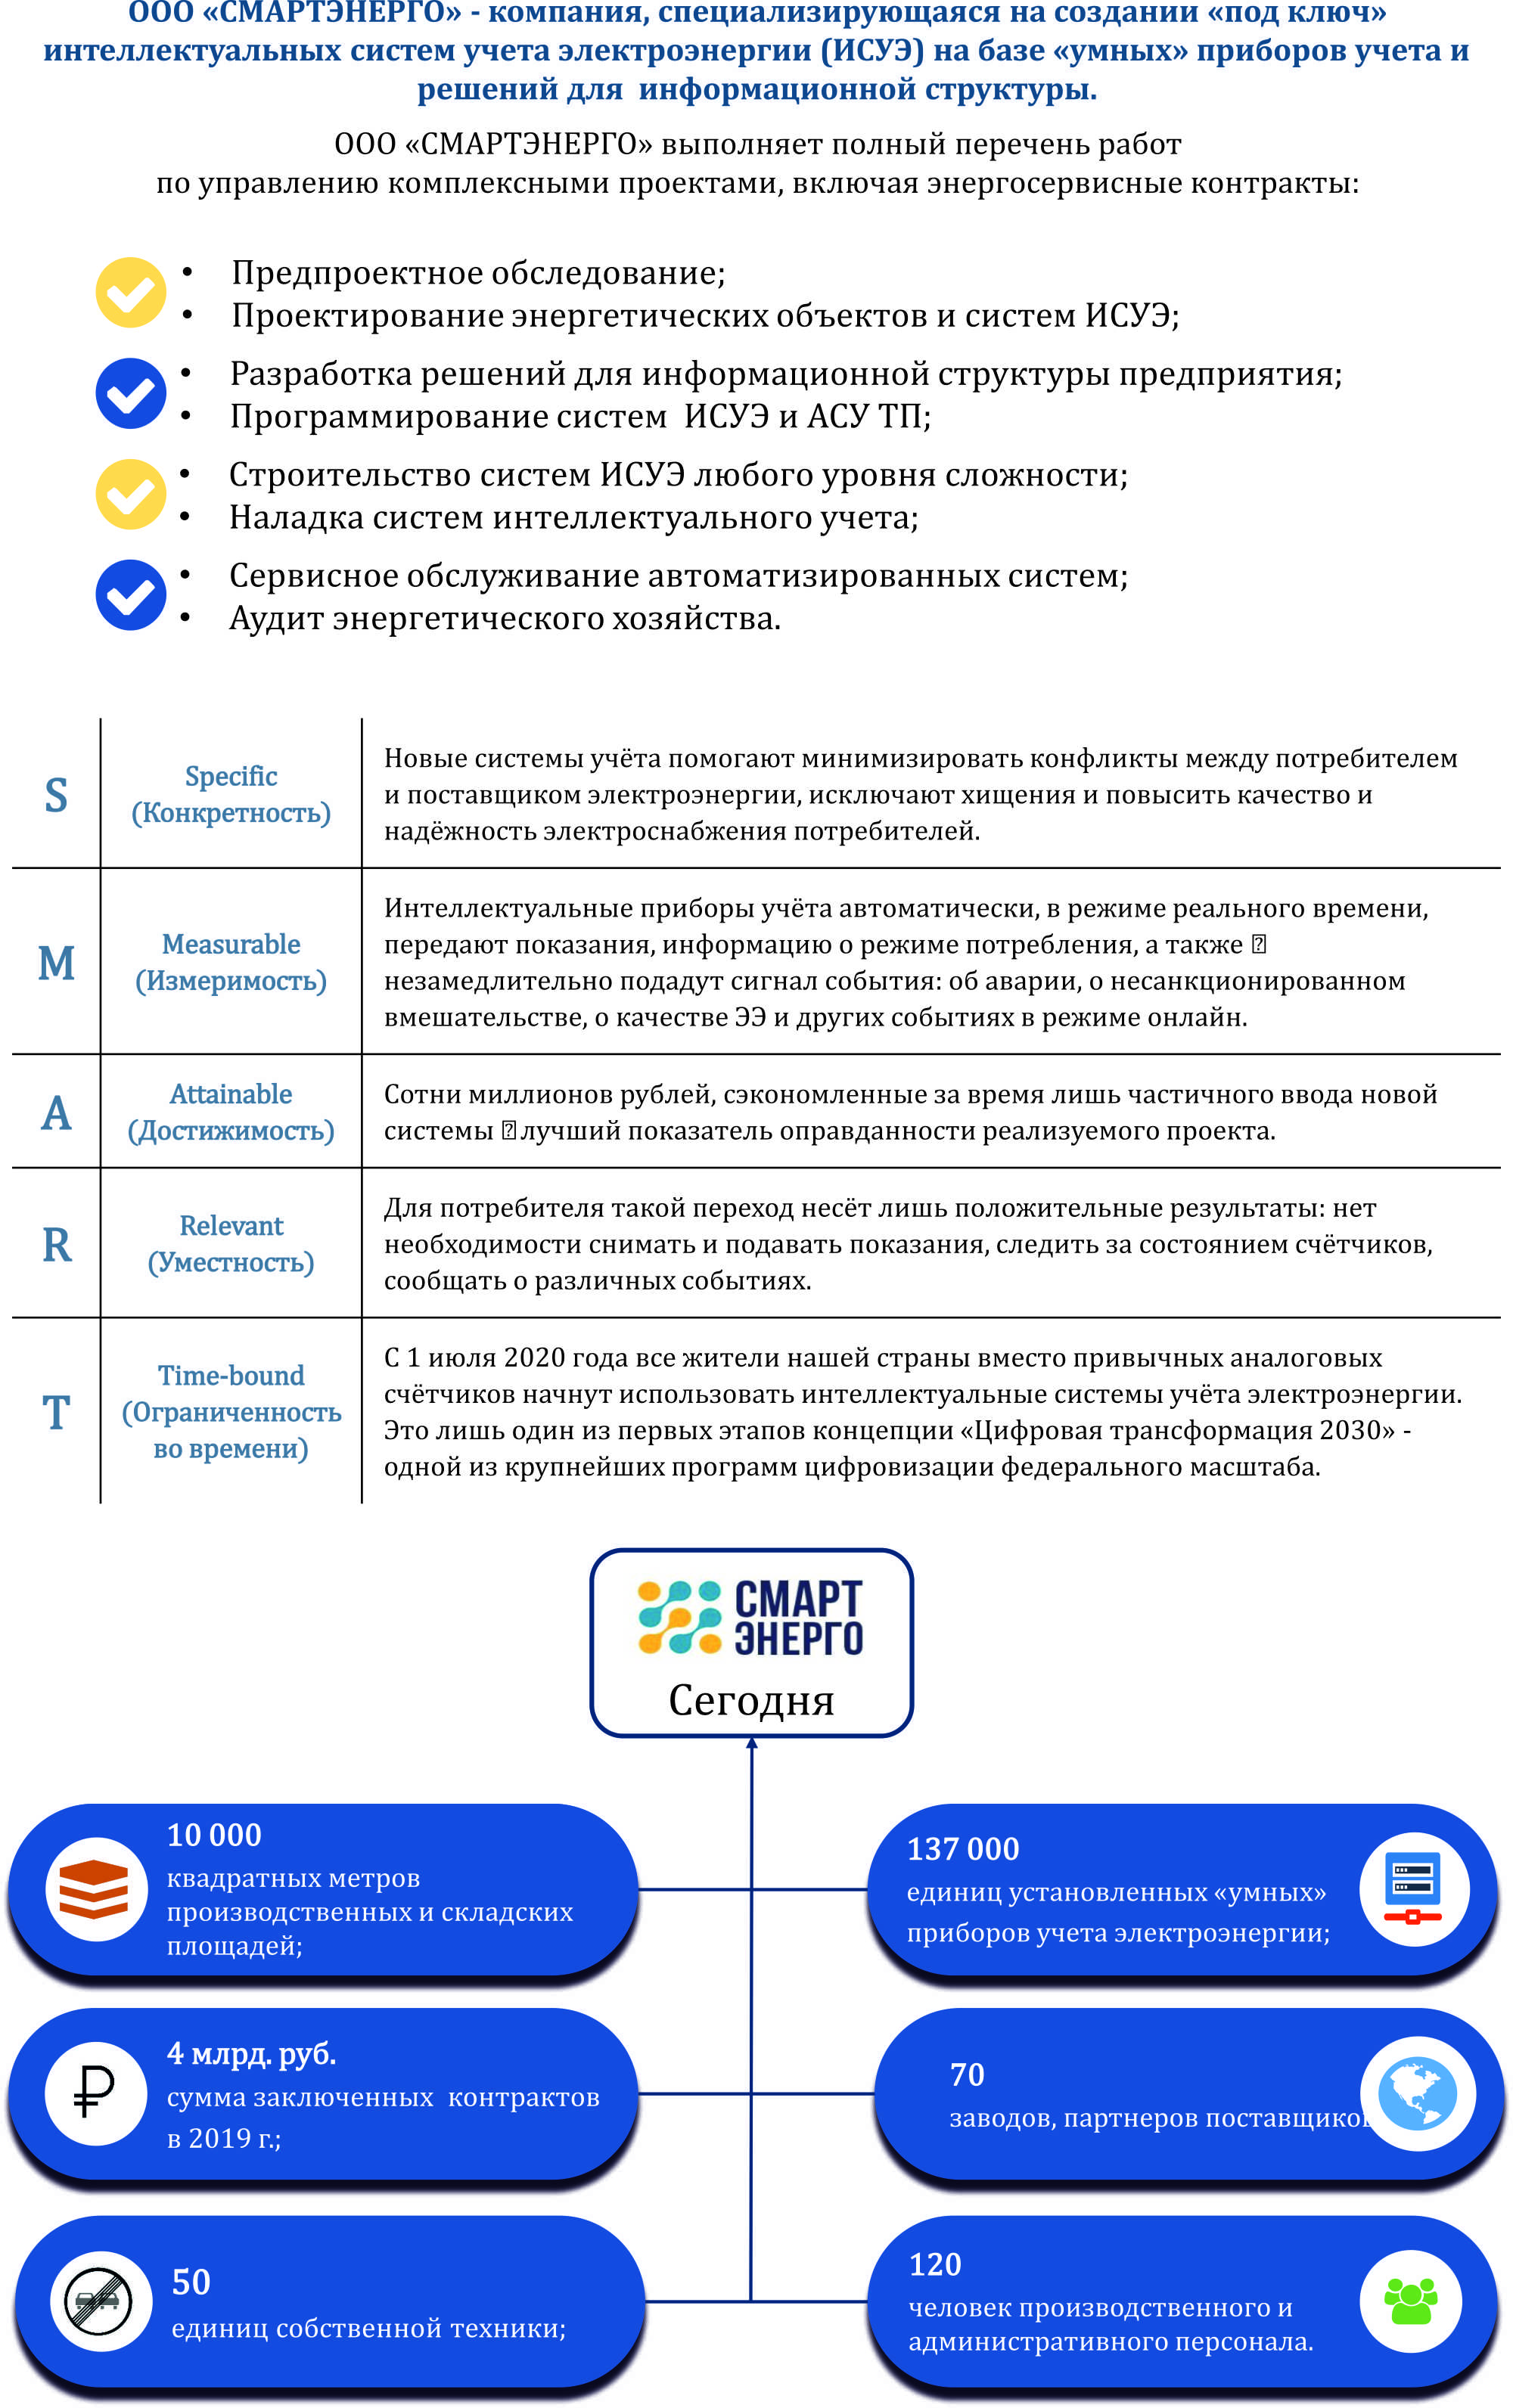 ООО «СМАРТЭНЕРГО» - компания, специализирующаяся на создании «под ключ»
интеллектуальных систем учета электроэнергии (ИСУЭ) на базе «умных» приборов учета и
решений для информационной структуры.
ООО «СМАРТЭНЕРГО» выполняет полный перечень работ
по управлению комплексными проектами, включая энергосервисные контракты:
• Предпроектное обследование;
• Проектирование энергетических объектов и систем ИСУЭ;
• Разработка решений для информационной структуры предприятия;
• Программирование систем ИСУЭ и АСУ ТП;
• Строительство систем ИСУЭ любого уровня сложности;
• Наладка систем интеллектуального учета;
• Сервисное обслуживание автоматизированных систем;
• Аудит энергетического хозяйства.
S
Specific
(Конкретность)
Новые системы учёта помогают минимизировать конфликты между потребителем
и поставщиком электроэнергии, исключают хищения и повысить качество и
надёжность электроснабжения потребителей.
M
Measurable
(Измеримость)
Интеллектуальные приборы учёта автоматически, в режиме реального времени,
передают показания, информацию о режиме потребления, а также
незамедлительно подадут сигнал события: об аварии, о несанкционированном
вмешательстве, о качестве ЭЭ и других событиях в режиме онлайн.
A
Attainable
(Достижимость)
Сотни миллионов рублей, сэкономленные за время лишь частичного ввода новой
системы лучший показатель оправданности реализуемого проекта.
R
Relevant
(Уместность)
Для потребителя такой переход несёт лишь положительные результаты: нет
необходимости снимать и подавать показания, следить за состоянием счётчиков,
сообщать о различных событиях.
T
Time-bound
(Ограниченность
во времени)
С 1 июля 2020 года все жители нашей страны вместо привычных аналоговых
счётчиков начнут использовать интеллектуальные системы учёта электроэнергии.
Это лишь один из первых этапов концепции «Цифровая трансформация 2030» -
одной из крупнейших программ цифровизации федерального масштаба.
СМАРТ
ЭНЕРГО
Сегодня
10 000
квадратных метров
производственных и складских
площадей;
137 000
единиц установленных «умных»
приборов учета электроэнергии;
4 млрд. руб.
сумма заключенных контрактов
в 2019 г.;
70
заводов, партнеров поставщиков
50
единиц собственной техники;
120
человек производственного и
административного персонала.